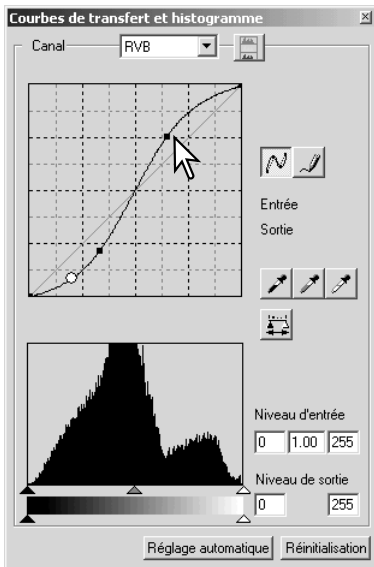 Courbes de transfert et histogramme
Canal RVB
Entrée
Sortie
Niveau d'entrée
0 1.00 255
Niveau de sortie
0 255
Réglage automatique Réinitialisation